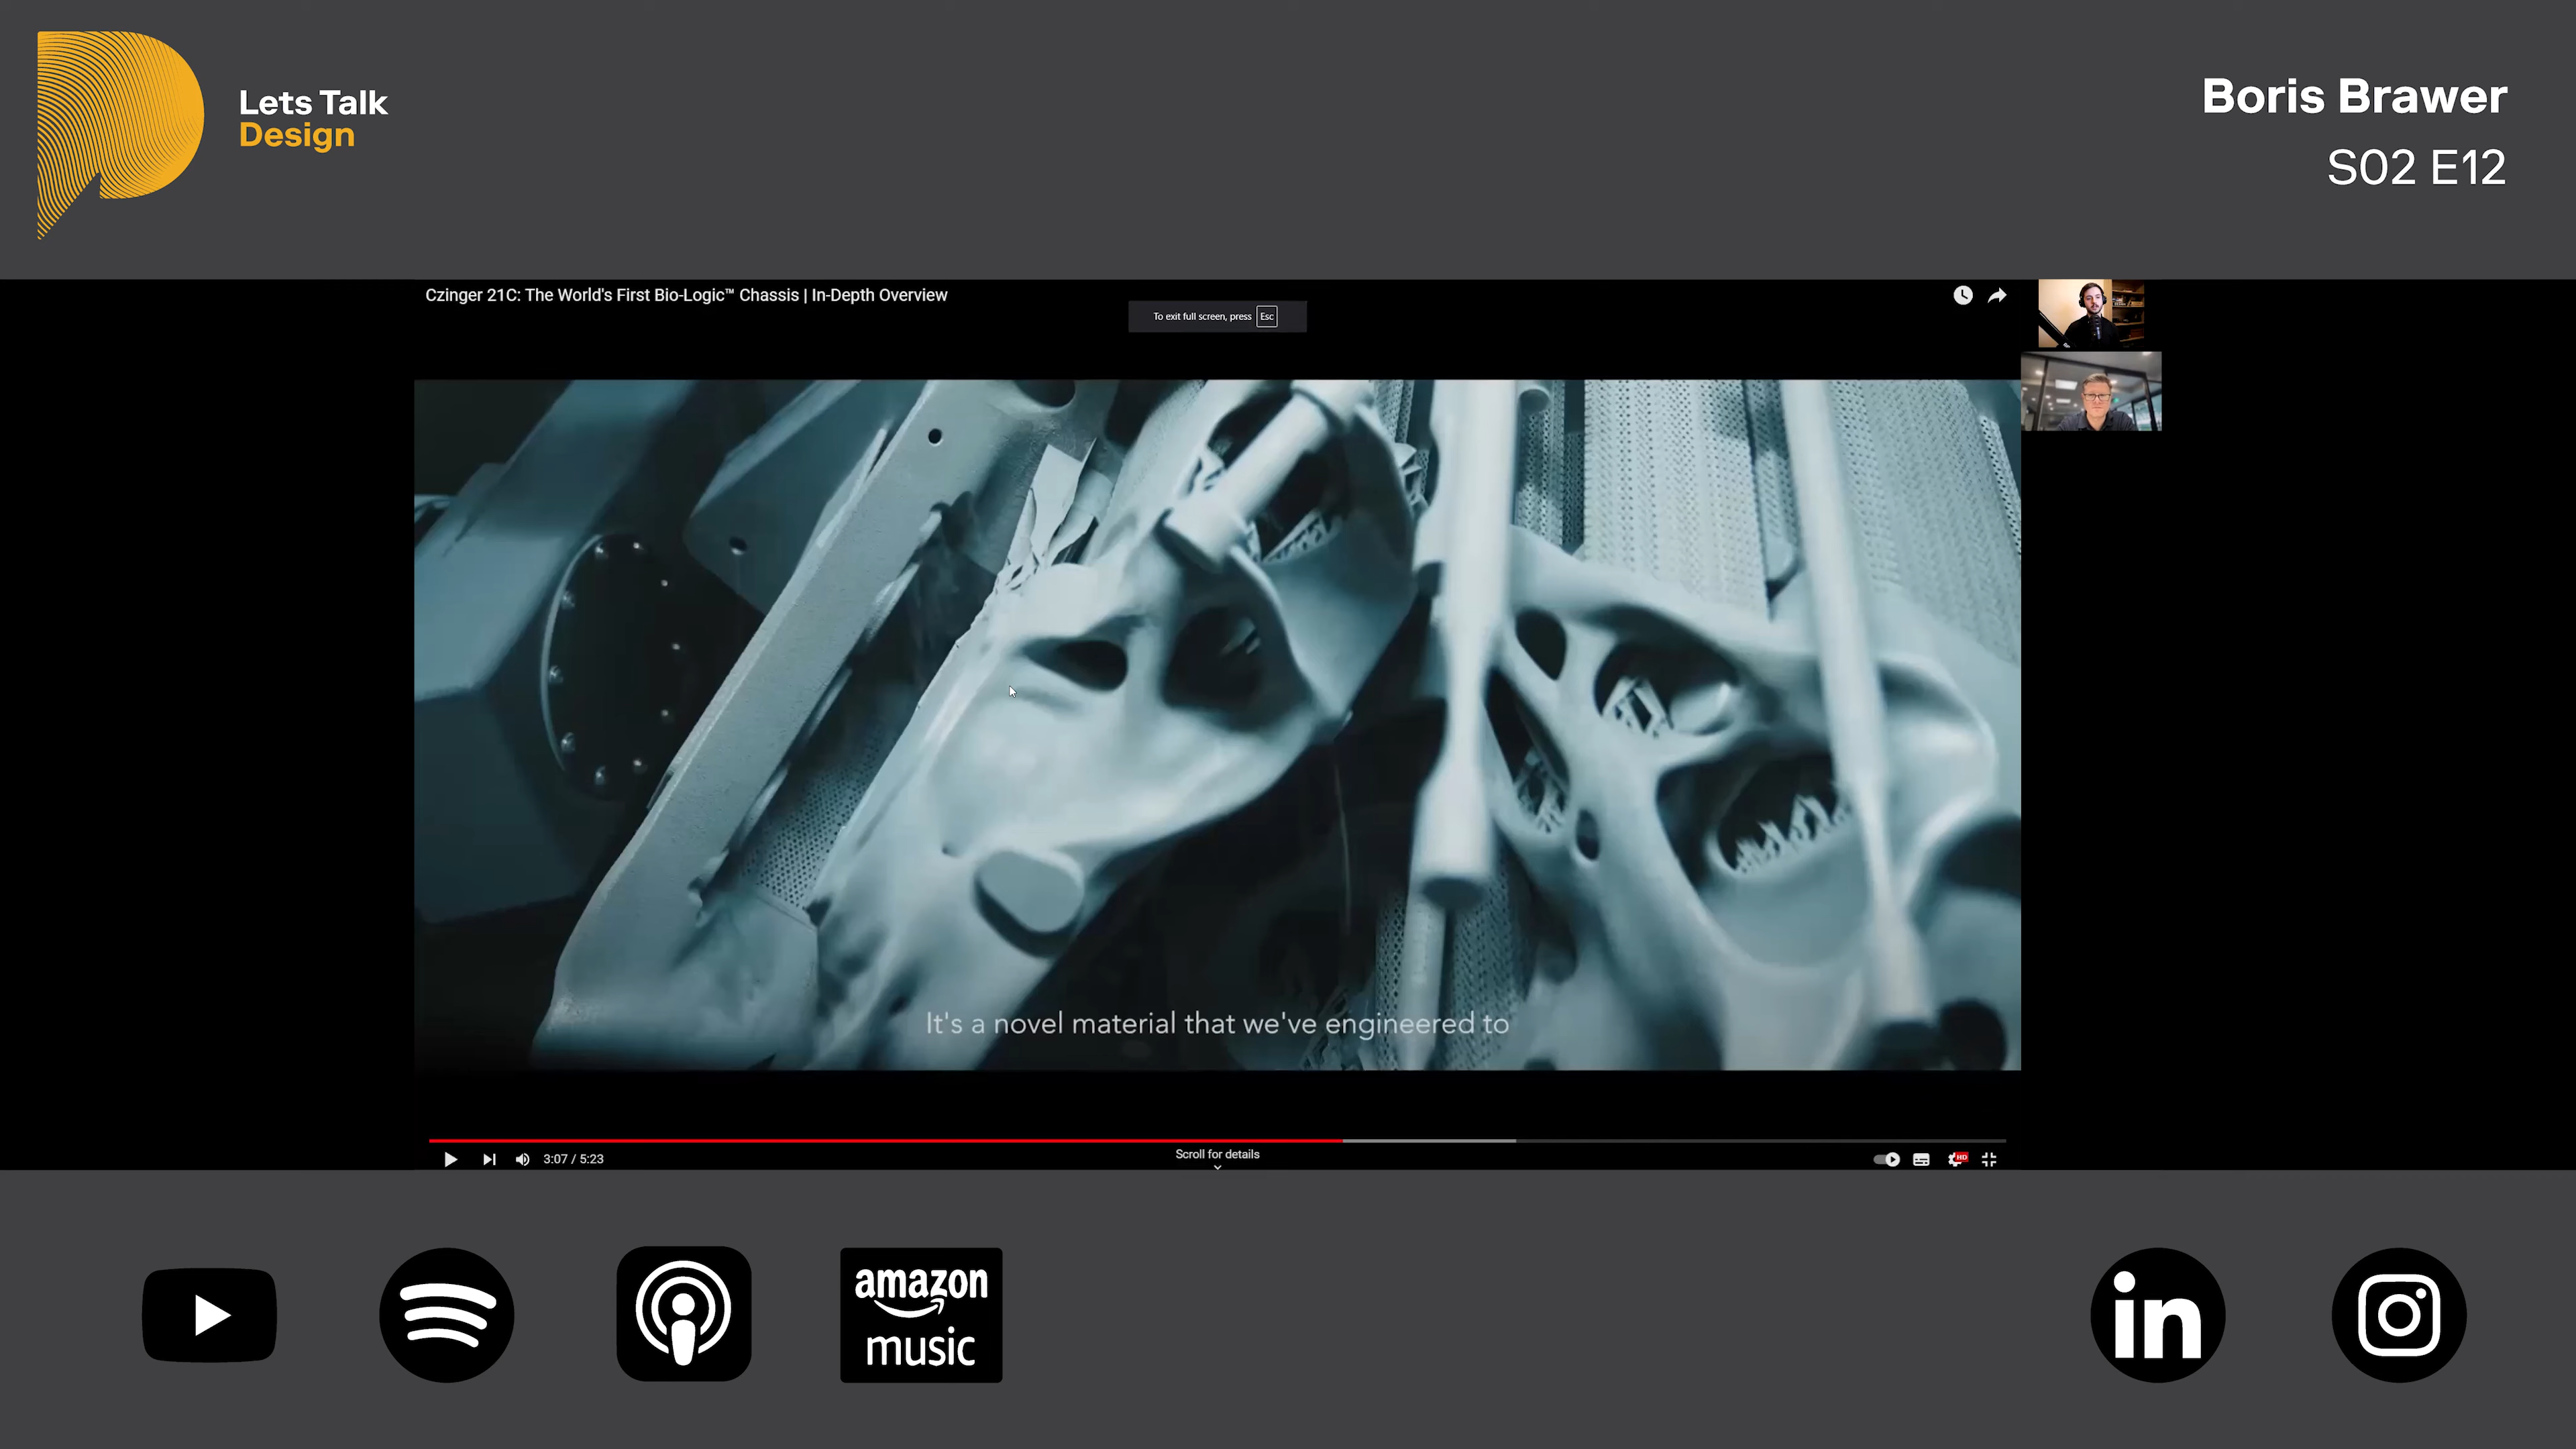 Lets Talk
Design
Boris Brawer
S02 E12
Czinger 21C: The World's First Bio-Logic™ Chassis | In-Depth Overview
To exit full screen, press Esc
It's a novel material that we've engineered to
3:07 / 5:23
Scroll for details
HD
amazon
music
in